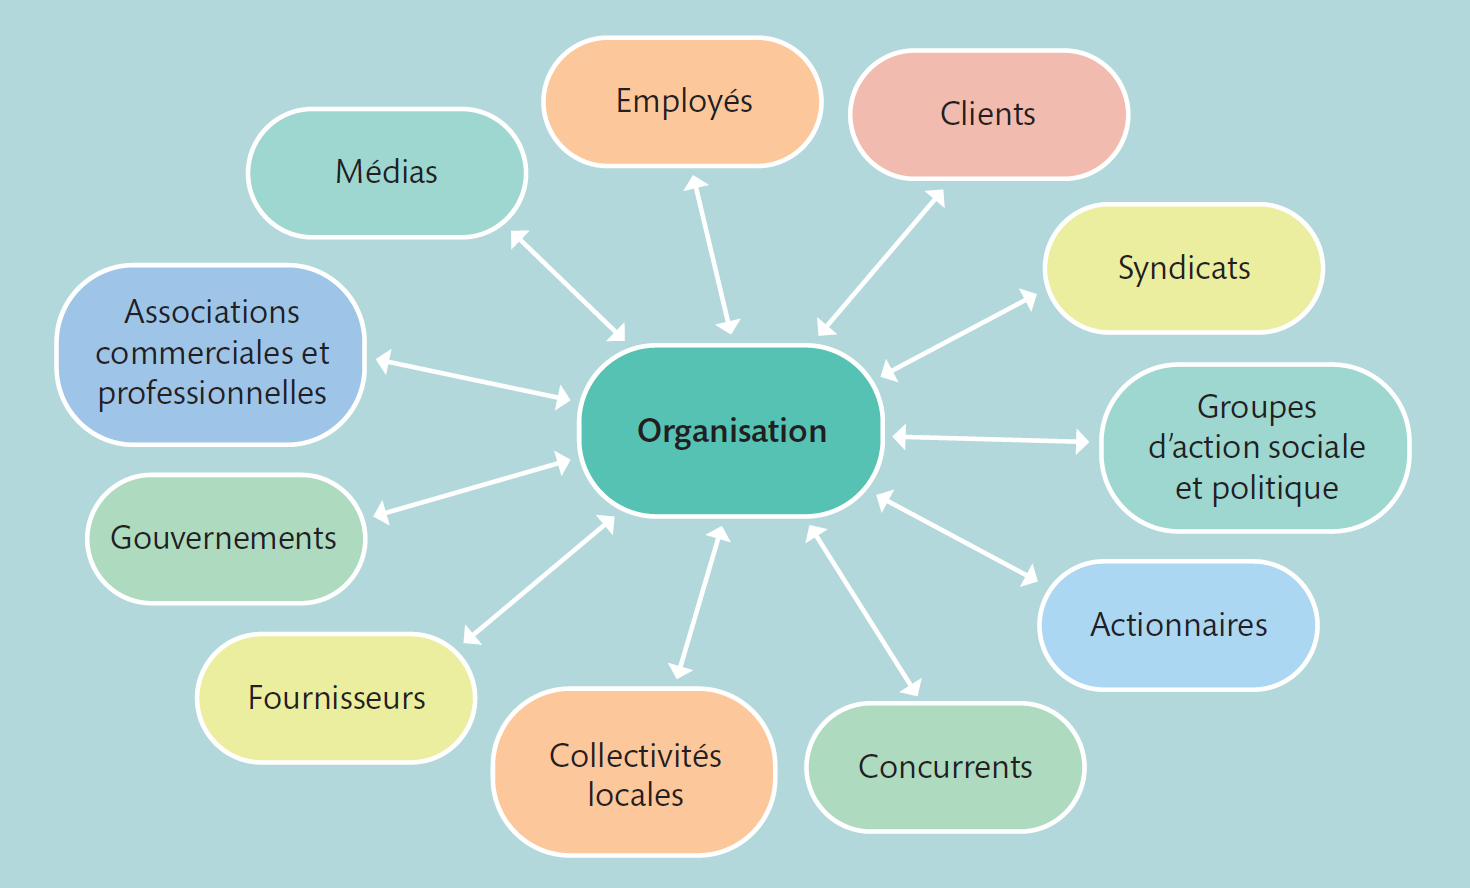 Employés
Clients
Médias
Syndicats
Associations
commerciales et
professionnelles
Organisation
Groupes
d’action sociale
et politique
Gouvernements
Actionnaires
Fournisseurs
Collectivités
locales
Concurrents